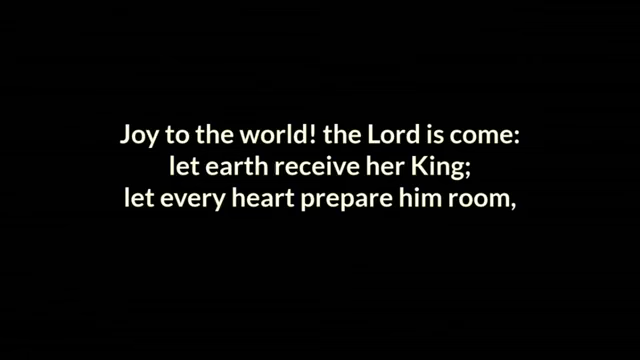 Joy to the world! the Lord is come:
let earth receive her King;
let every heart prepare him room,